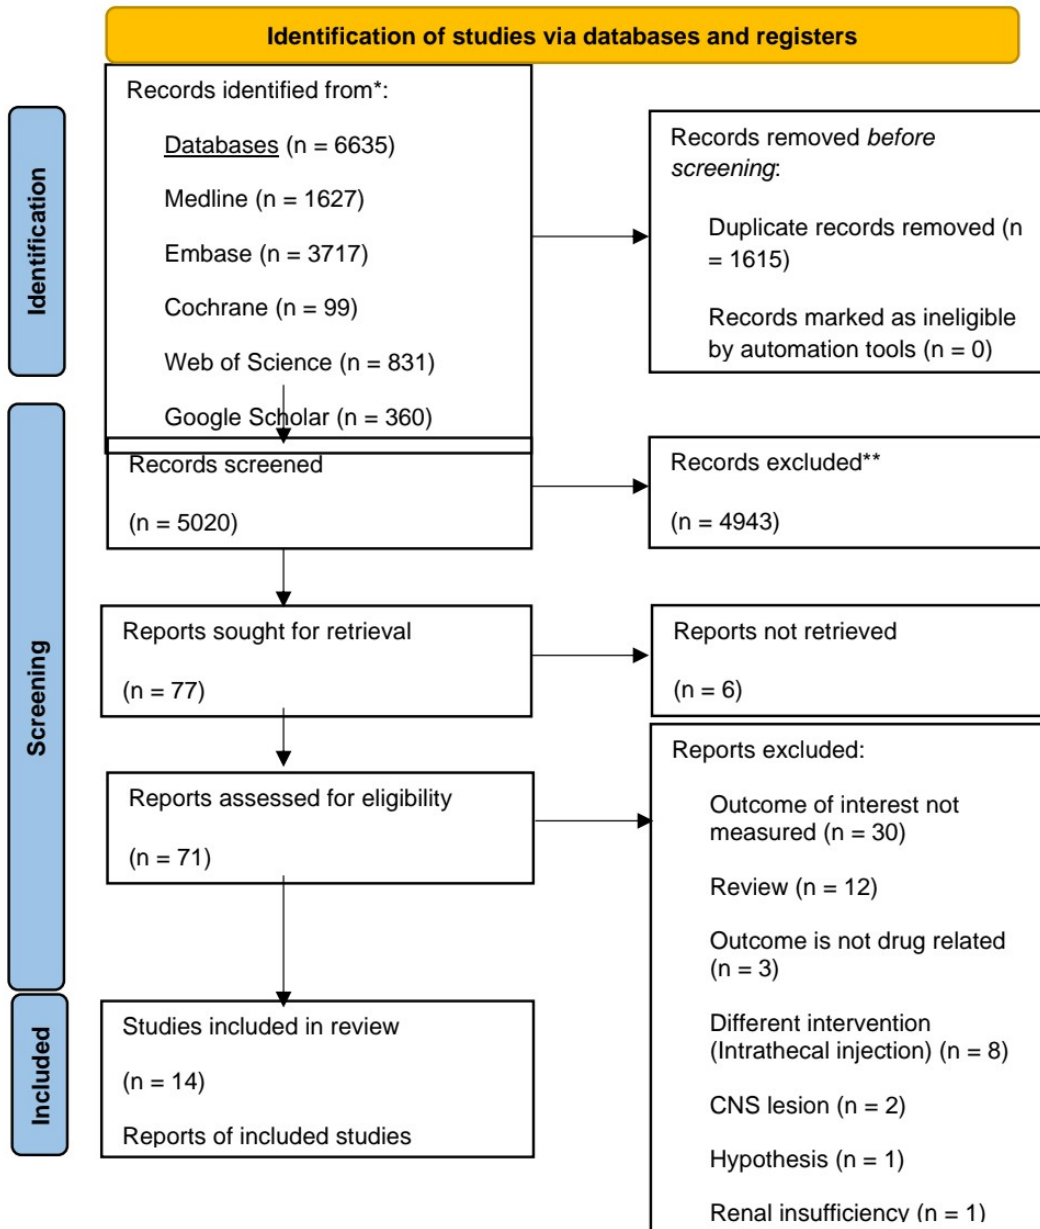 Identification of studies via databases and registers
Identification
Records identified from*:
Databases (n = 6635)
Medline (n = 1627)
Embase (n = 3717)
Cochrane (n = 99)
Web of Science (n = 831)
Google Scholar (n = 360)
Records removed before
screening:
Duplicate records removed (n
= 1615)
Records marked as ineligible
by automation tools (n = 0)
Screening
Records screened
(n = 5020)
Records excluded**
(n = 4943)
Reports sought for retrieval
(n = 77)
Reports not retrieved
(n = 6)
Reports assessed for eligibility
(n = 71)
Reports excluded:
Outcome of interest not
measured (n = 30)
Review (n = 12)
Outcome is not drug related
(n = 3)
Different intervention
(Intrathecal injection) (n = 8)
CNS lesion (n = 2)
Hypothesis (n = 1)
Renal insufficiency (n = 1)
Included
Studies included in review
(n = 14)
Reports of included studies